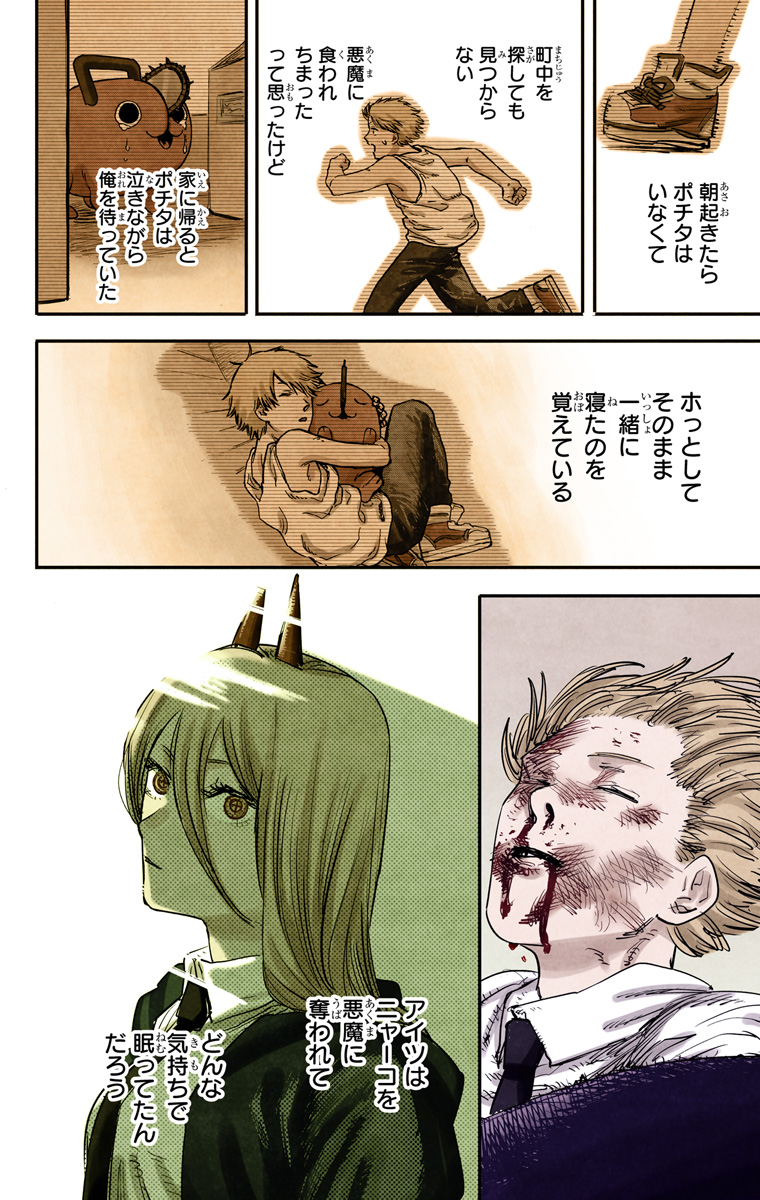 朝起きたら
ポチタは
いなくて
町中を
探しても
見つから
ない
悪魔に
食われ
ちまった
って思ったけど
家に帰ると
ポチタは
泣きながら
俺を待っていた
ホっとして
そのまま
一緒に
寝たのを
覚えている
アイツは
ニャーコを
悪魔に
奪われて
どんな
気持ちで
眠ってたん
だろう